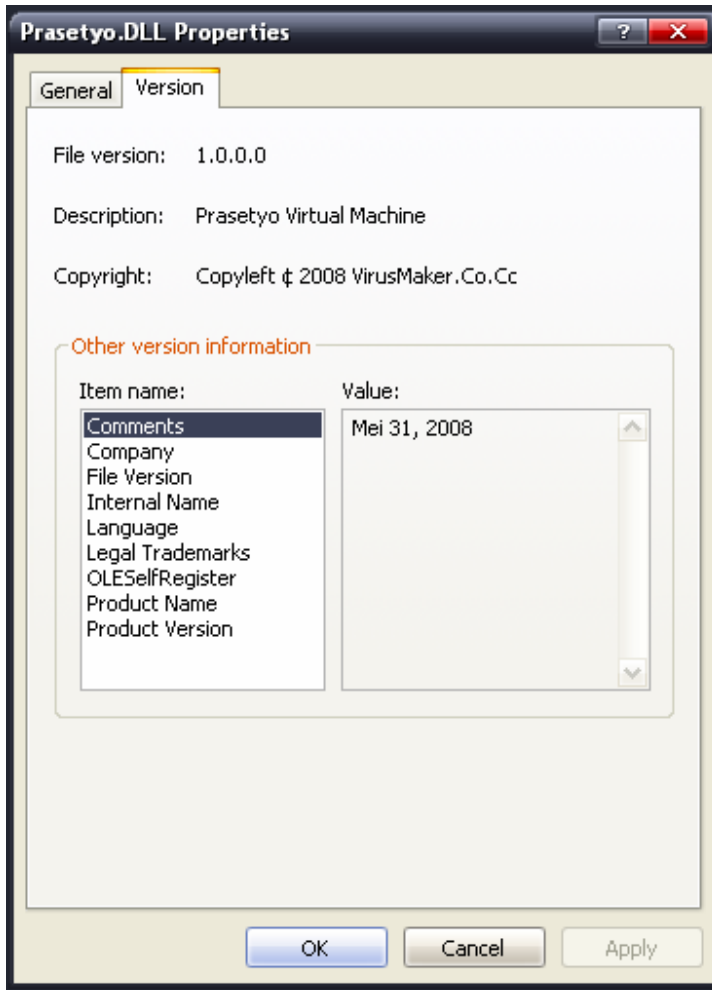 Prasetyo.DLL Properties
General
Version
File version: 1.0.0.0
Description: Prasetyo Virtual Machine
Copyright: Copyleft ¢ 2008 VirusMaker.Co.Cc
Other version information
Item name:
Value:
Comments
Mei 31, 2008
Company
File Version
Internal Name
Language
Legal Trademarks
OLESelfRegister
Product Name
Product Version
OK
Cancel
Apply